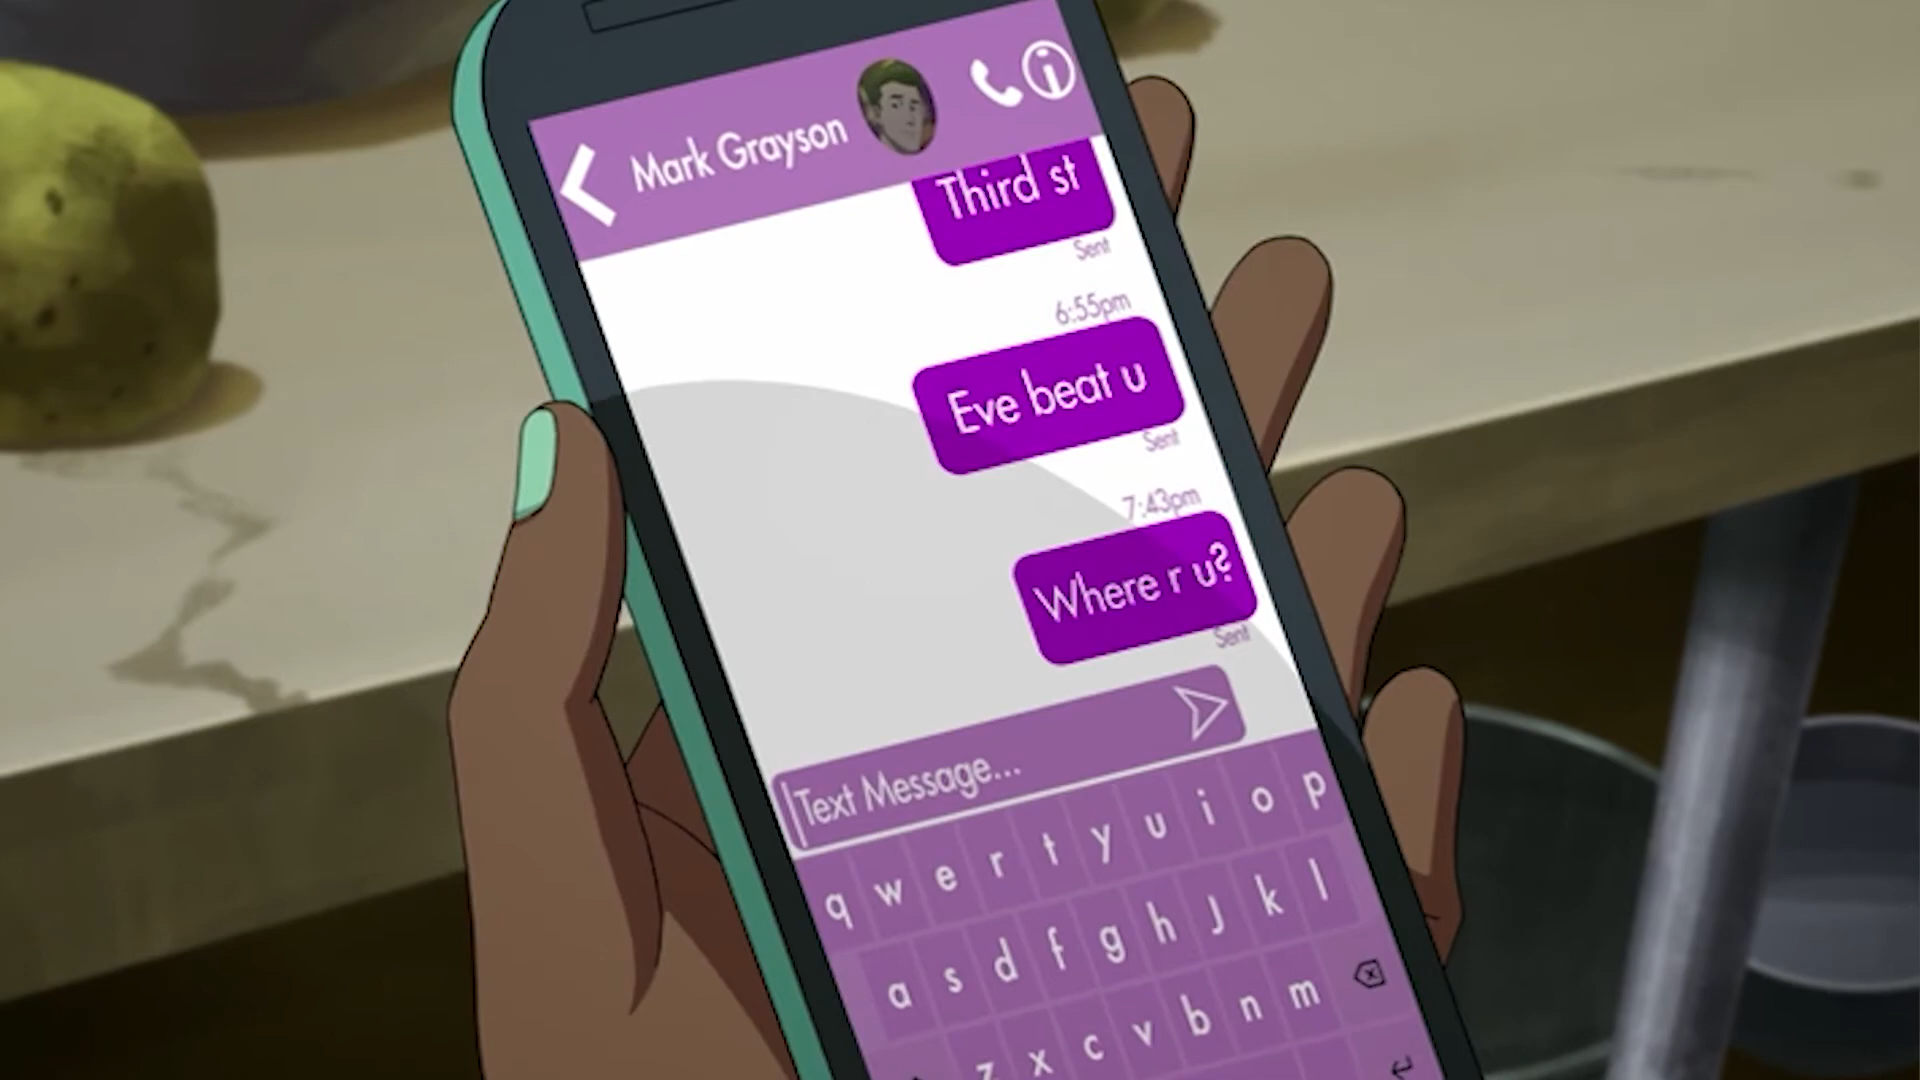 Mark Grayson
Third st
Sent
6:55pm
Eve beat u
Sent
7:43pm
Where r u?
Sent
Text Message...
q w e r t y u i o p
a s d f g h j k l
z x c v b n m